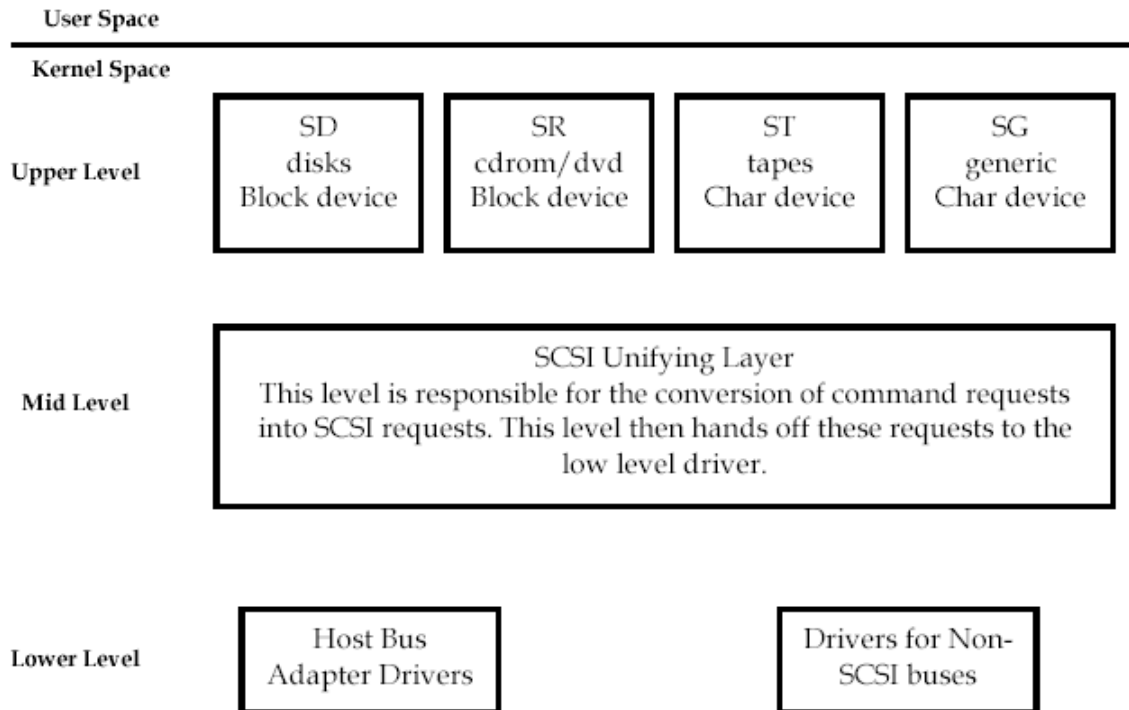 User Space
Kernel Space
Upper Level
SD
disks
Block device
SR
cdrom/dvd
Block device
ST
tapes
Char device
SG
generic
Char device
Mid Level
SCSI Unifying Layer
This level is responsible for the conversion of command requests
into SCSI requests. This level then hands off these requests to the
low level driver.
Lower Level
Host Bus
Adapter Drivers
Drivers for Non-
SCSI buses